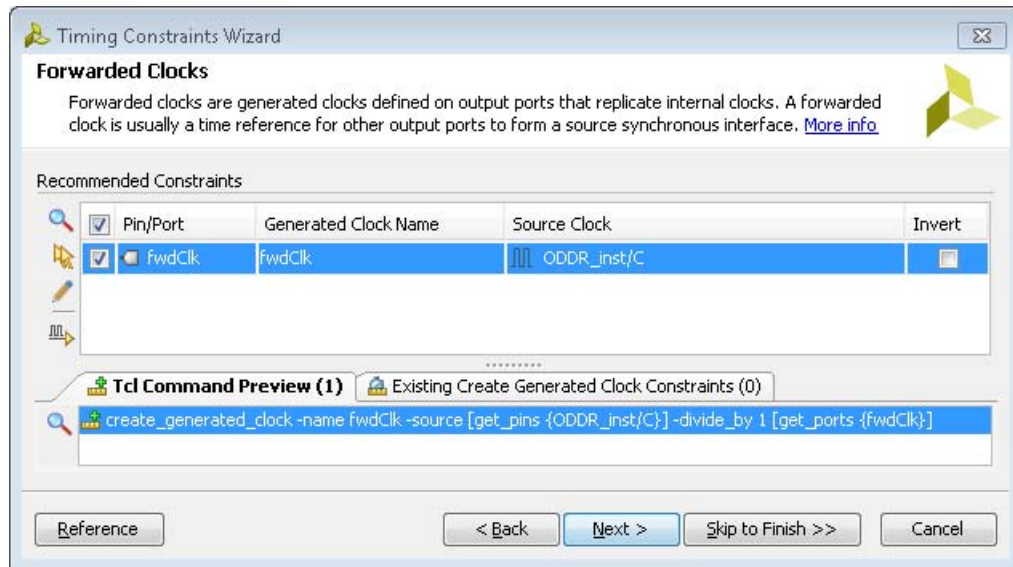 Timing Constraints Wizard
Forwarded Clocks
Forwarded clocks are generated clocks defined on output ports that replicate internal clocks. A forwarded
clock is usually a time reference for other output ports to form a source synchronous interface. More info
Recommended Constraints
Pin/Port Generated Clock Name Source Clock Invert
fwdClk fwdClk ODDR_inst/C
Tcl Command Preview (1) Existing Create Generated Clock Constraints (0)
create_generated_clock -name fwdClk -source [get_pins {ODDR_inst/C}] -divide_by 1 [get_ports {fwdClk}]
Reference < Back Next > Skip to Finish >> Cancel